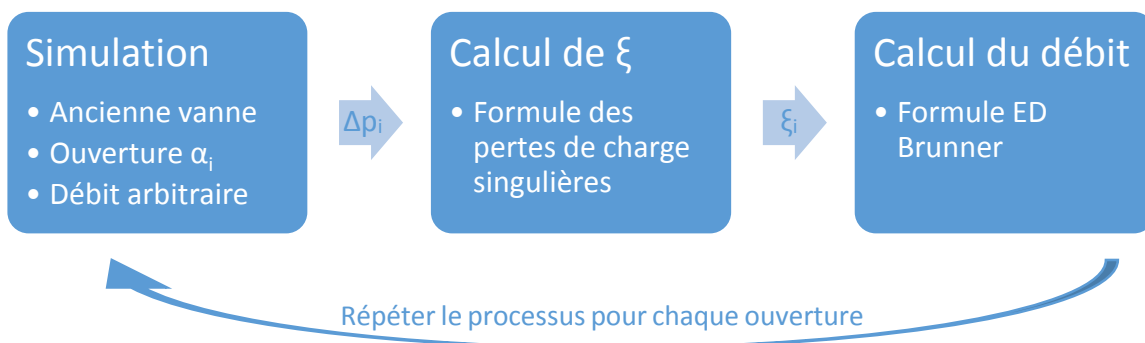 Simulation
• Ancienne vanne
• Ouverture αᵢ
• Débit arbitraire
Δpᵢ
Calcul de ξ
• Formule des
pertes de charge
singulières
ξᵢ
Calcul du débit
• Formule ED
Brunner
Répéter le processus pour chaque ouverture